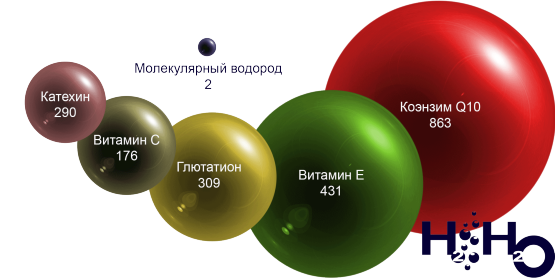 Молекулярный водород
2
Катехин
290
Витамин C
176
Глютатион
309
Витамин E
431
Коэнзим Q10
863
H2H2O